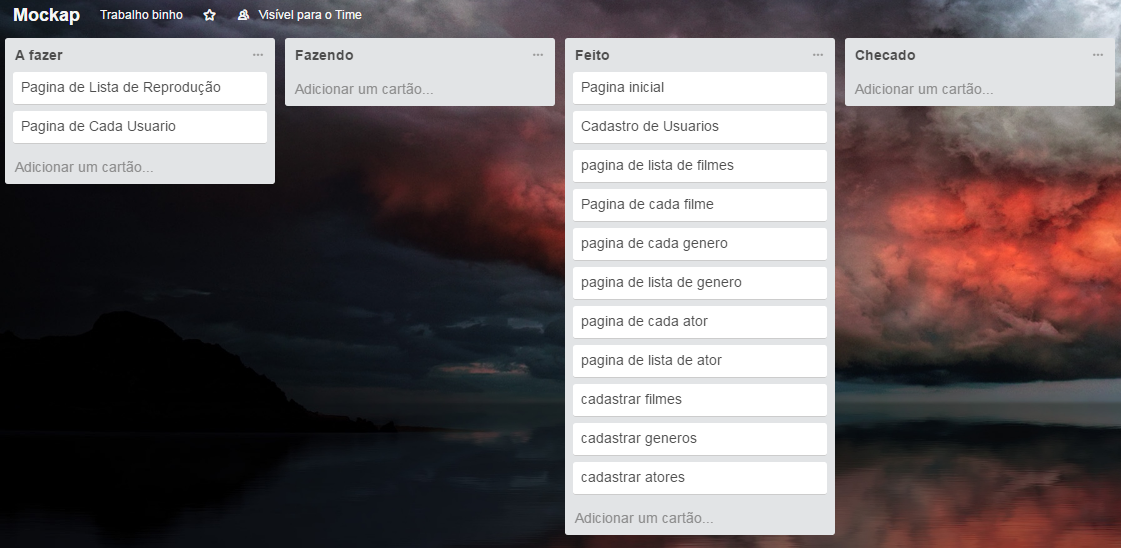 Mockap Trabalho binho Visível para o Time
A fazer
Pagina de Lista de Reprodução
Pagina de Cada Usuario
Adicionar um cartão...
Fazendo
Adicionar um cartão...
Feito
Pagina inicial
Cadastro de Usuarios
pagina de lista de filmes
Pagina de cada filme
pagina de cada genero
pagina de lista de genero
pagina de cada ator
pagina de lista de ator
cadastrar filmes
cadastrar generos
cadastrar atores
Adicionar um cartão...
Checado
Adicionar um cartão...